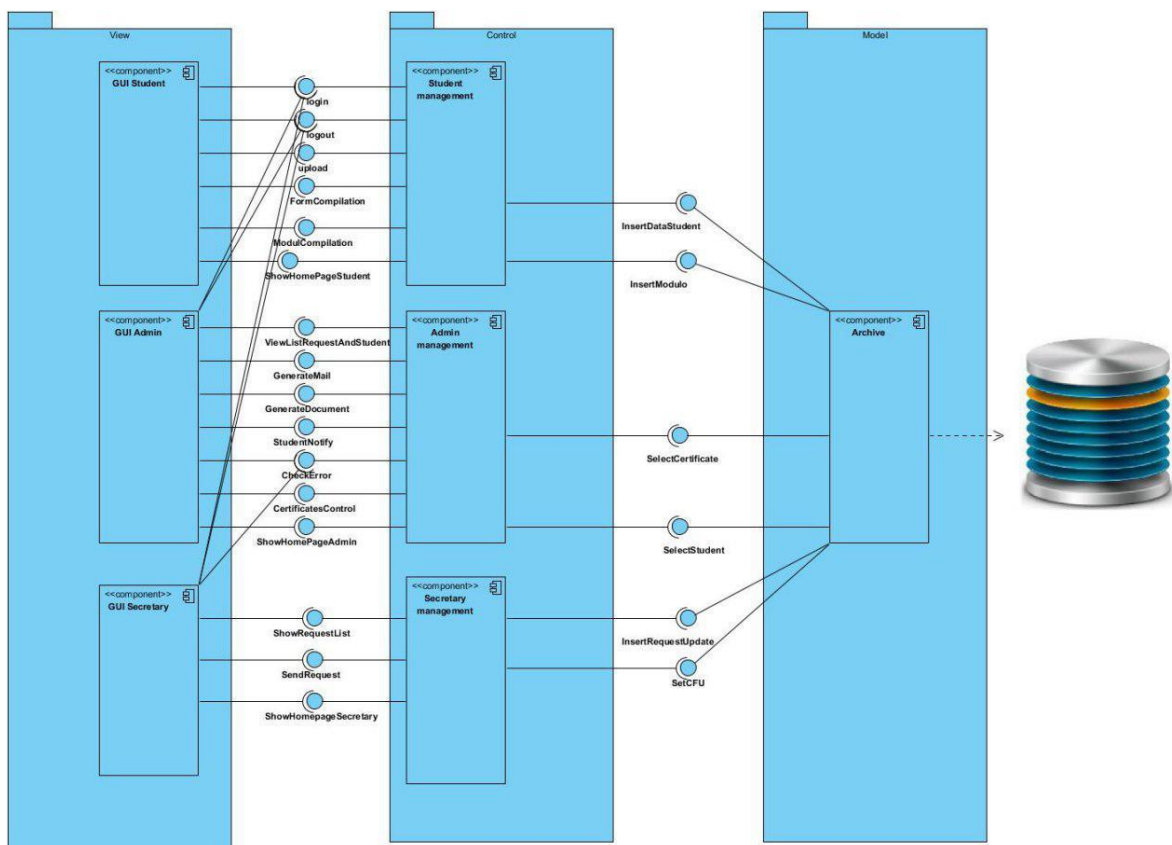 View
Control
Model
<<component>>
GUI Student
login
logout
upload
FormCompilation
ModulCompilation
ShowHomePageStudent
<<component>>
Student
management
InsertDataStudent
InsertModulo
<<component>>
GUI Admin
ViewListRequestAndStudent
GenerateMail
GenerateDocument
StudentNotify
CheckError
CertificatesControl
ShowHomePageAdmin
<<component>>
Admin
management
SelectCertificate
SelectStudent
<<component>>
Archive
<<component>>
GUI Secretary
ShowRequestList
SendRequest
ShowHomepageSecretary
<<component>>
Secretary
management
InsertRequestUpdate
SetCFU